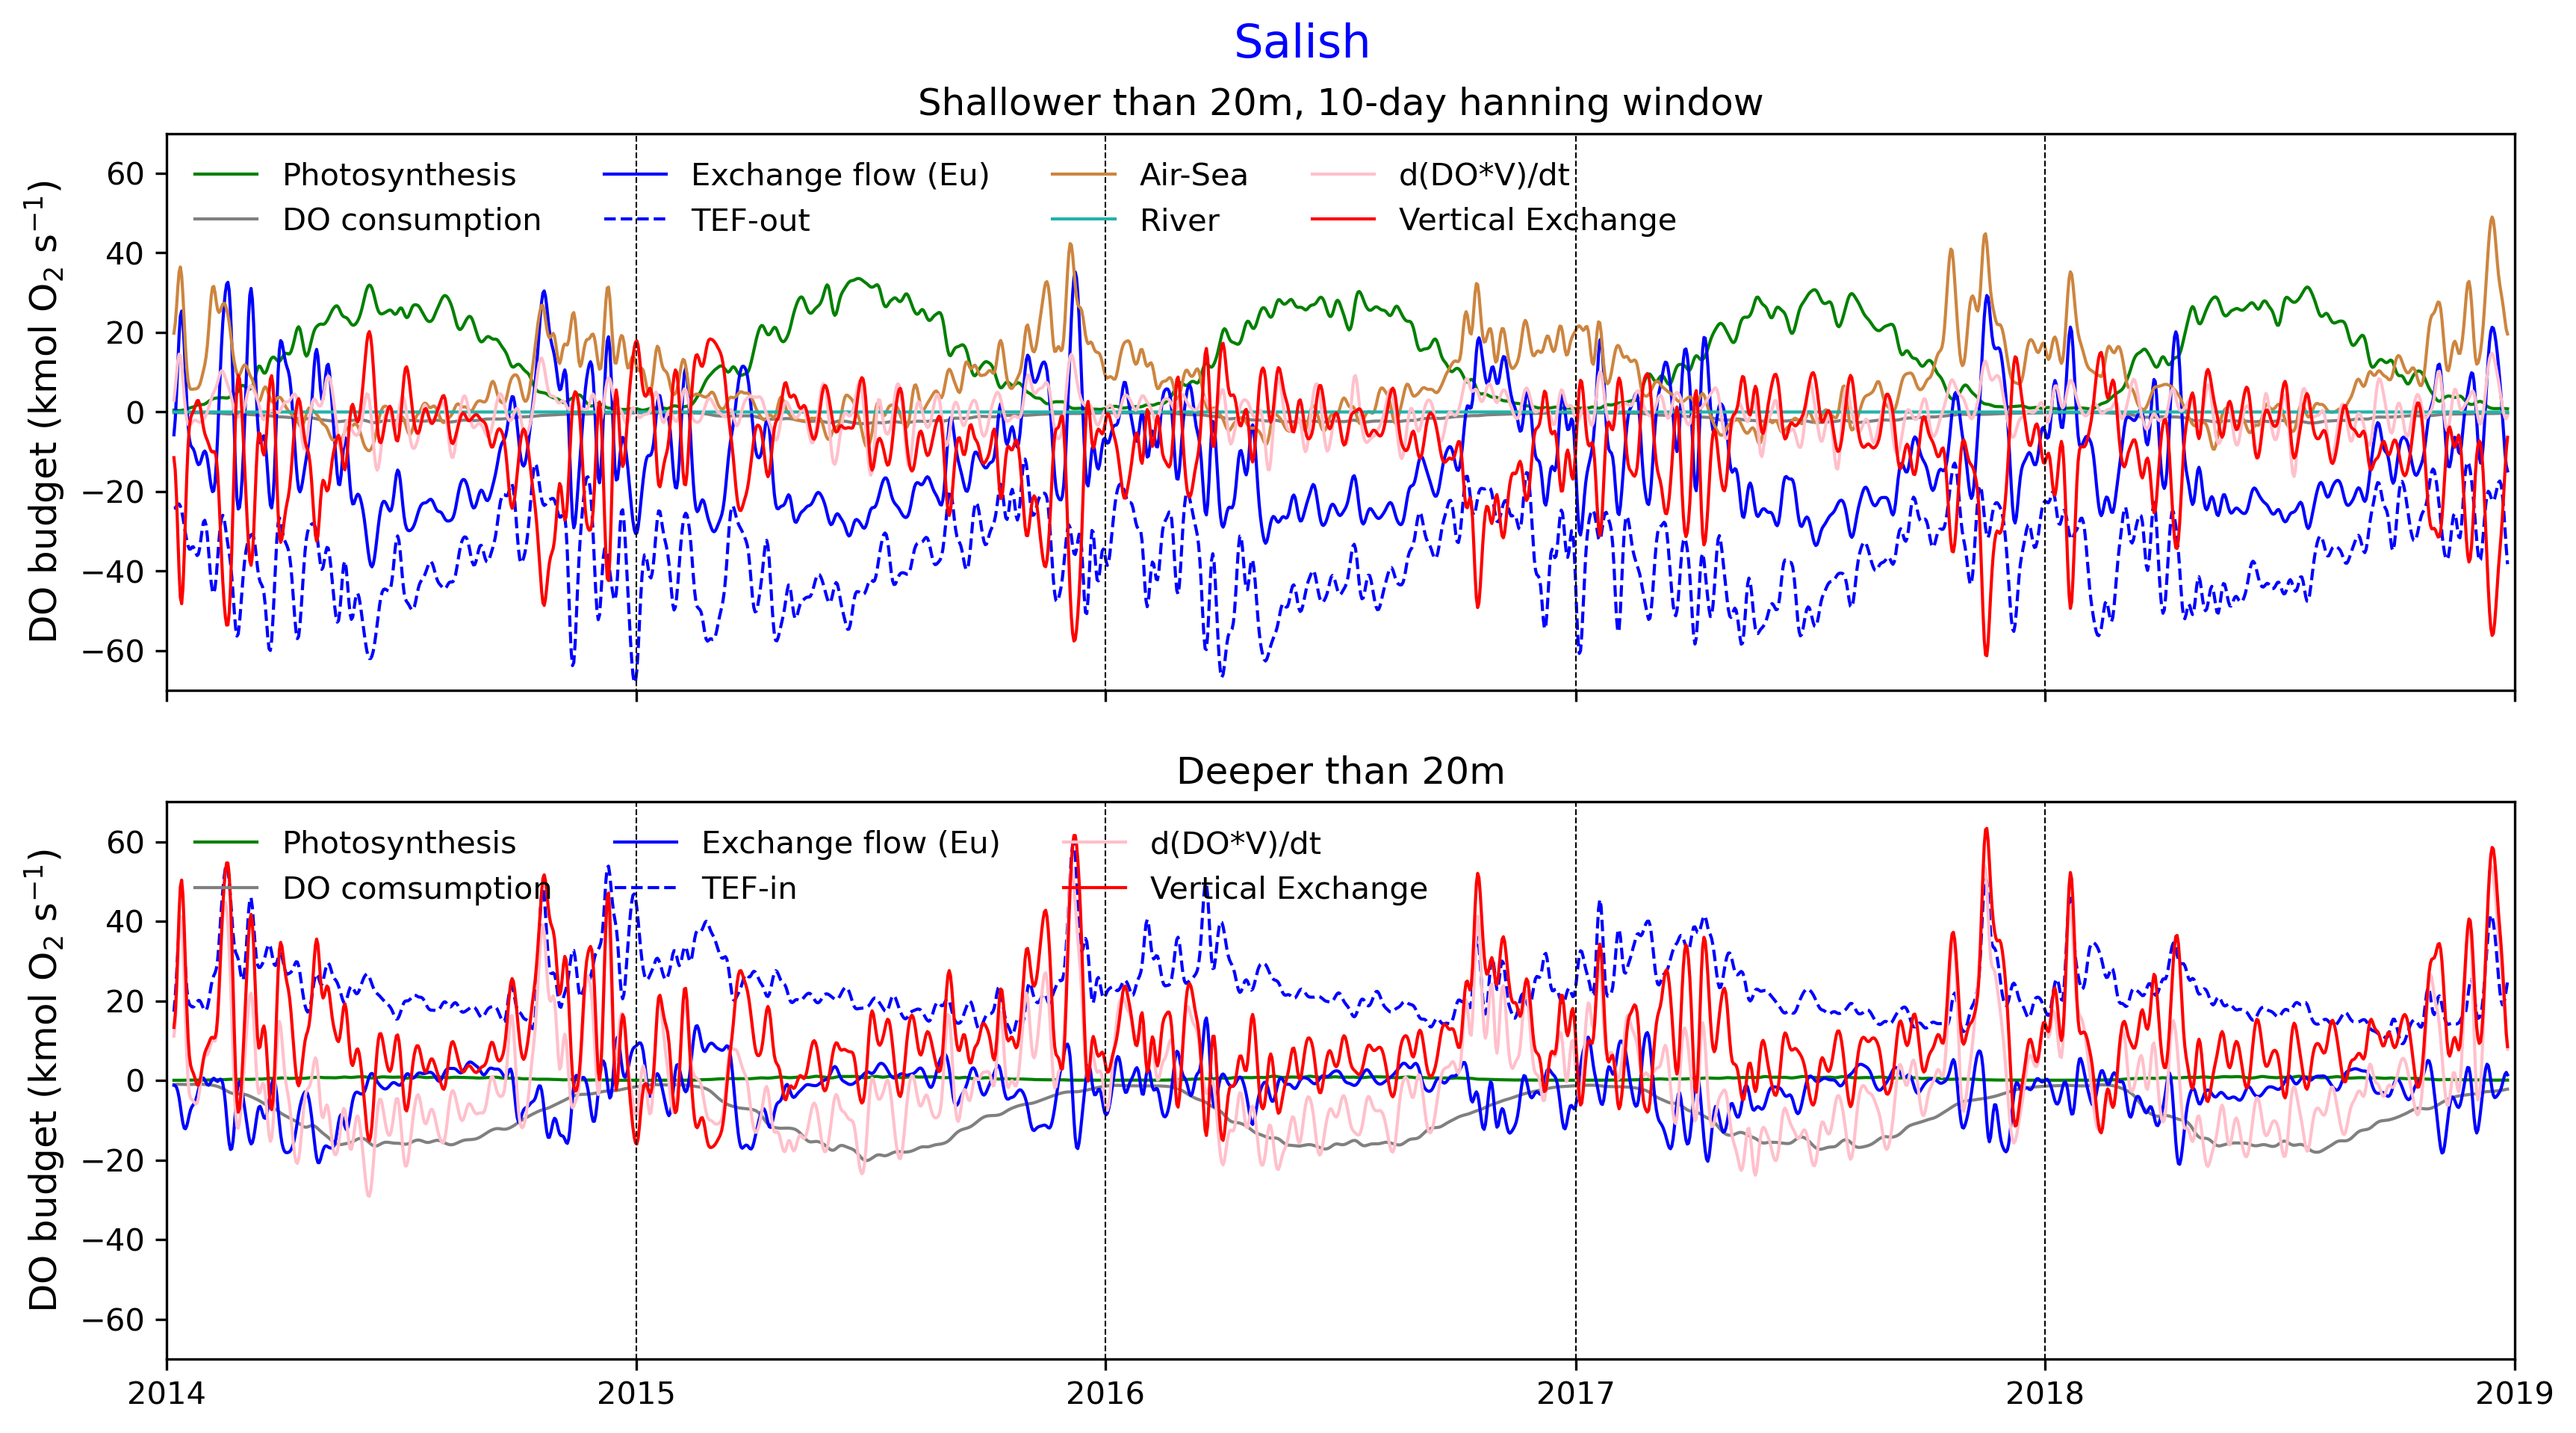 Salish
Shallower than 20m, 10-day hanning window
DO budget (kmol O₂ s⁻¹)
60
40
20
0
−20
−40
−60
Photosynthesis
DO consumption
Exchange flow (Eu)
TEF-out
Air-Sea
River
d(DO*V)/dt
Vertical Exchange
Deeper than 20m
DO budget (kmol O₂ s⁻¹)
60
40
20
0
−20
−40
−60
Photosynthesis
DO comsumption
Exchange flow (Eu)
TEF-in
d(DO*V)/dt
Vertical Exchange
2014 2015 2016 2017 2018 2019